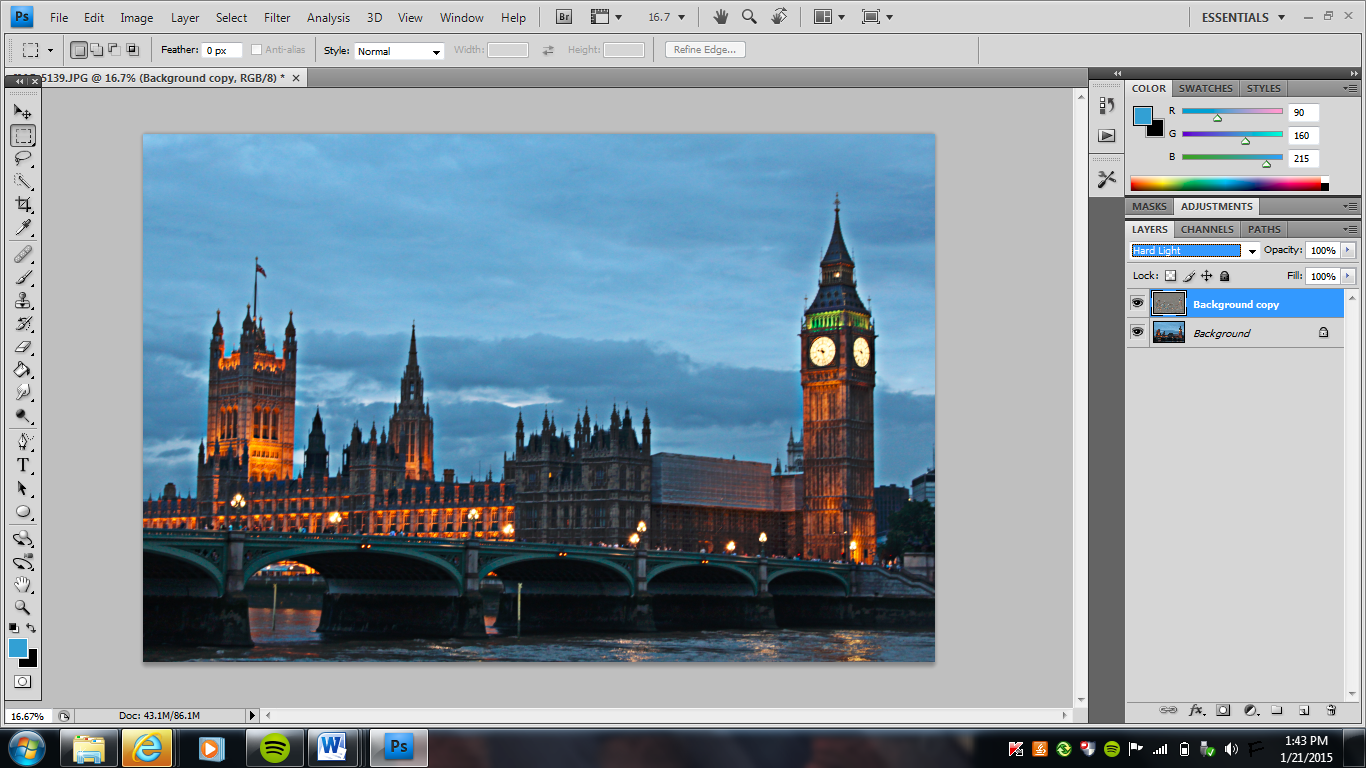 Ps File Edit Image Layer Select Filter Analysis 3D View Window Help Br 16.7 ESSENTIALS
Feather: 0 px Anti-alias Style: Normal Width: Height: Refine Edge...
5139.JPG @ 16.7% (Background copy, RGB/8) *
COLOR SWATCHES STYLES
R 90
G 160
B 215
MASKS ADJUSTMENTS
LAYERS CHANNELS PATHS
Hard Light Opacity: 100%
Lock: Fill: 100%
Background copy
Background
T
16.67% Doc: 43.1M/86.1M
W Ps
1:43 PM
1/21/2015